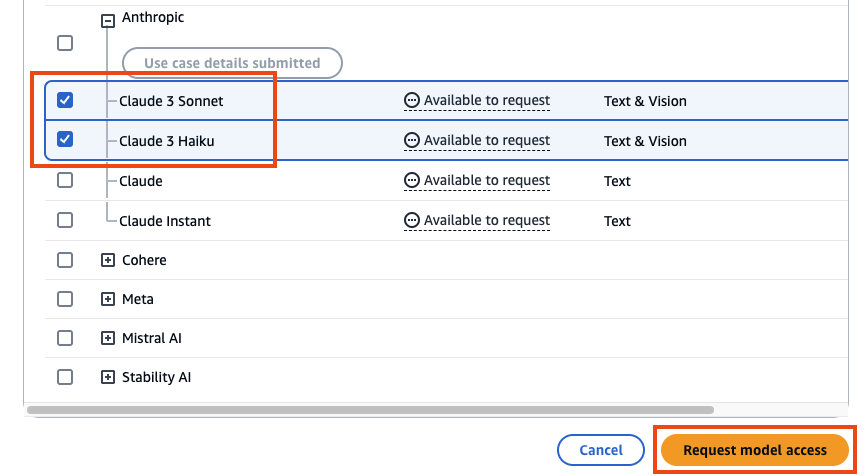 Anthropic
Use case details submitted
Claude 3 Sonnet Available to request Text & Vision
Claude 3 Haiku Available to request Text & Vision
Claude Available to request Text
Claude Instant Available to request Text
Cohere
Meta
Mistral AI
Stability AI
Cancel Request model access